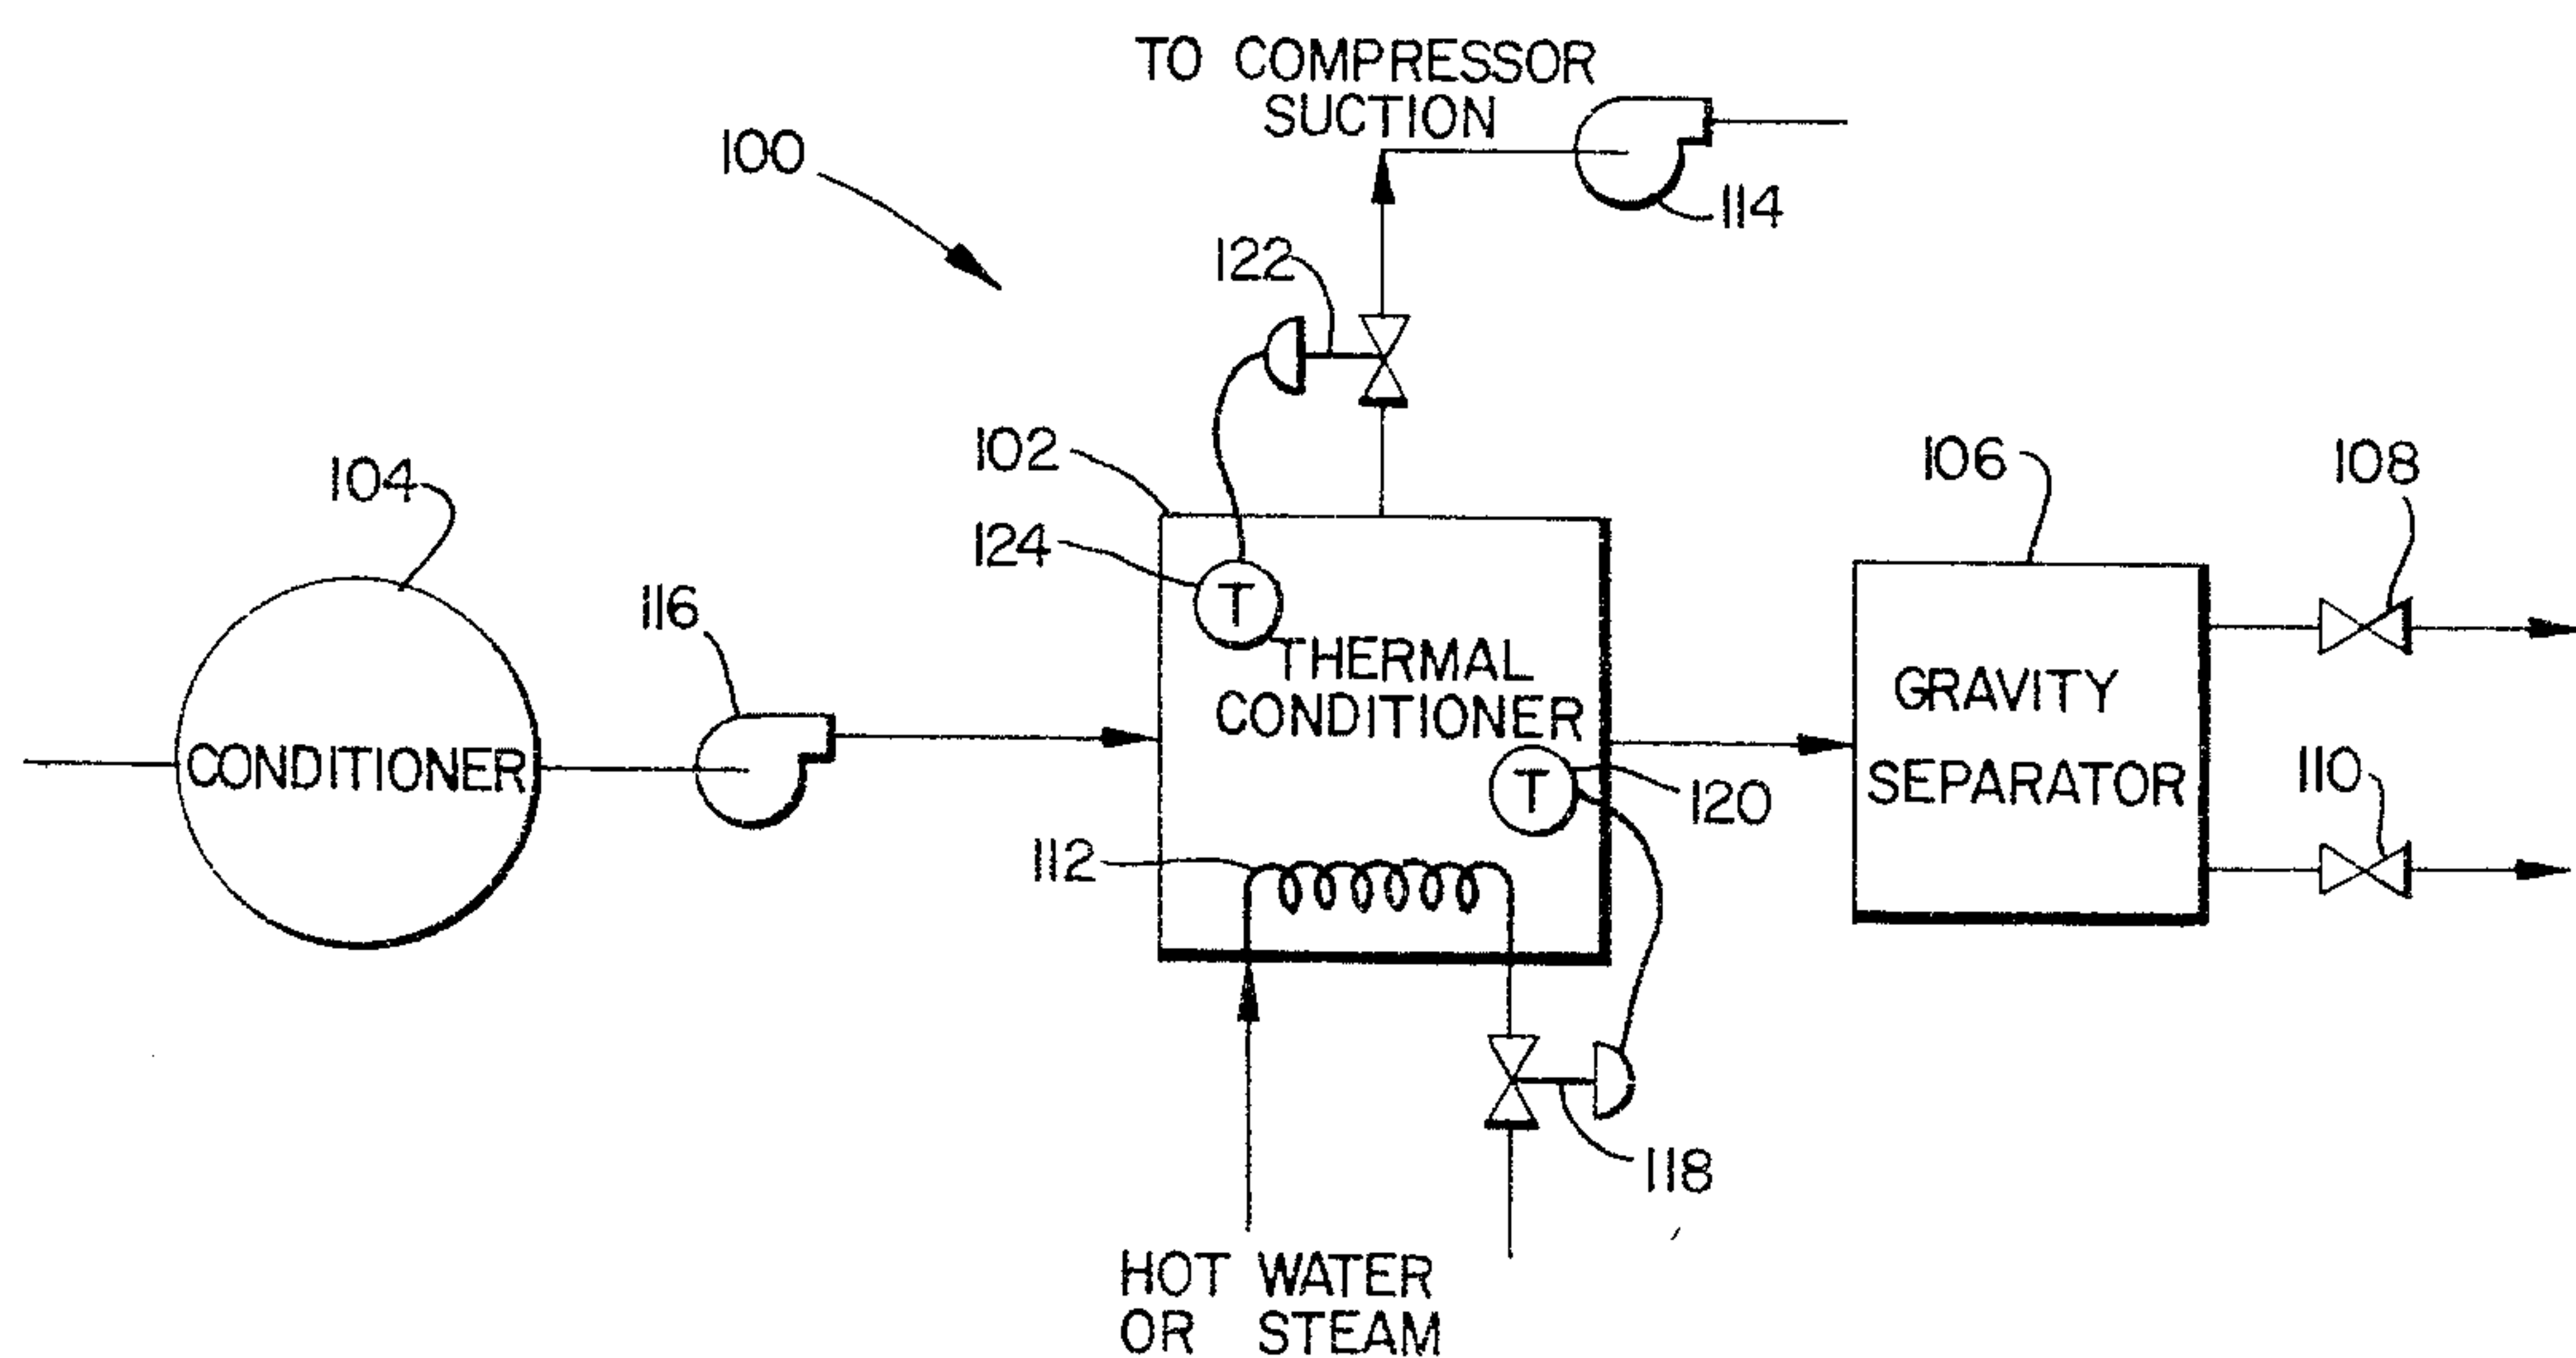 TO COMPRESSOR
SUCTION
100
114
122
102
106
108
104
124
T
116
THERMAL
CONDITIONER
GRAVITY
SEPARATOR
CONDITIONER
T
120
110
112
118
HOT WATER
OR STEAM